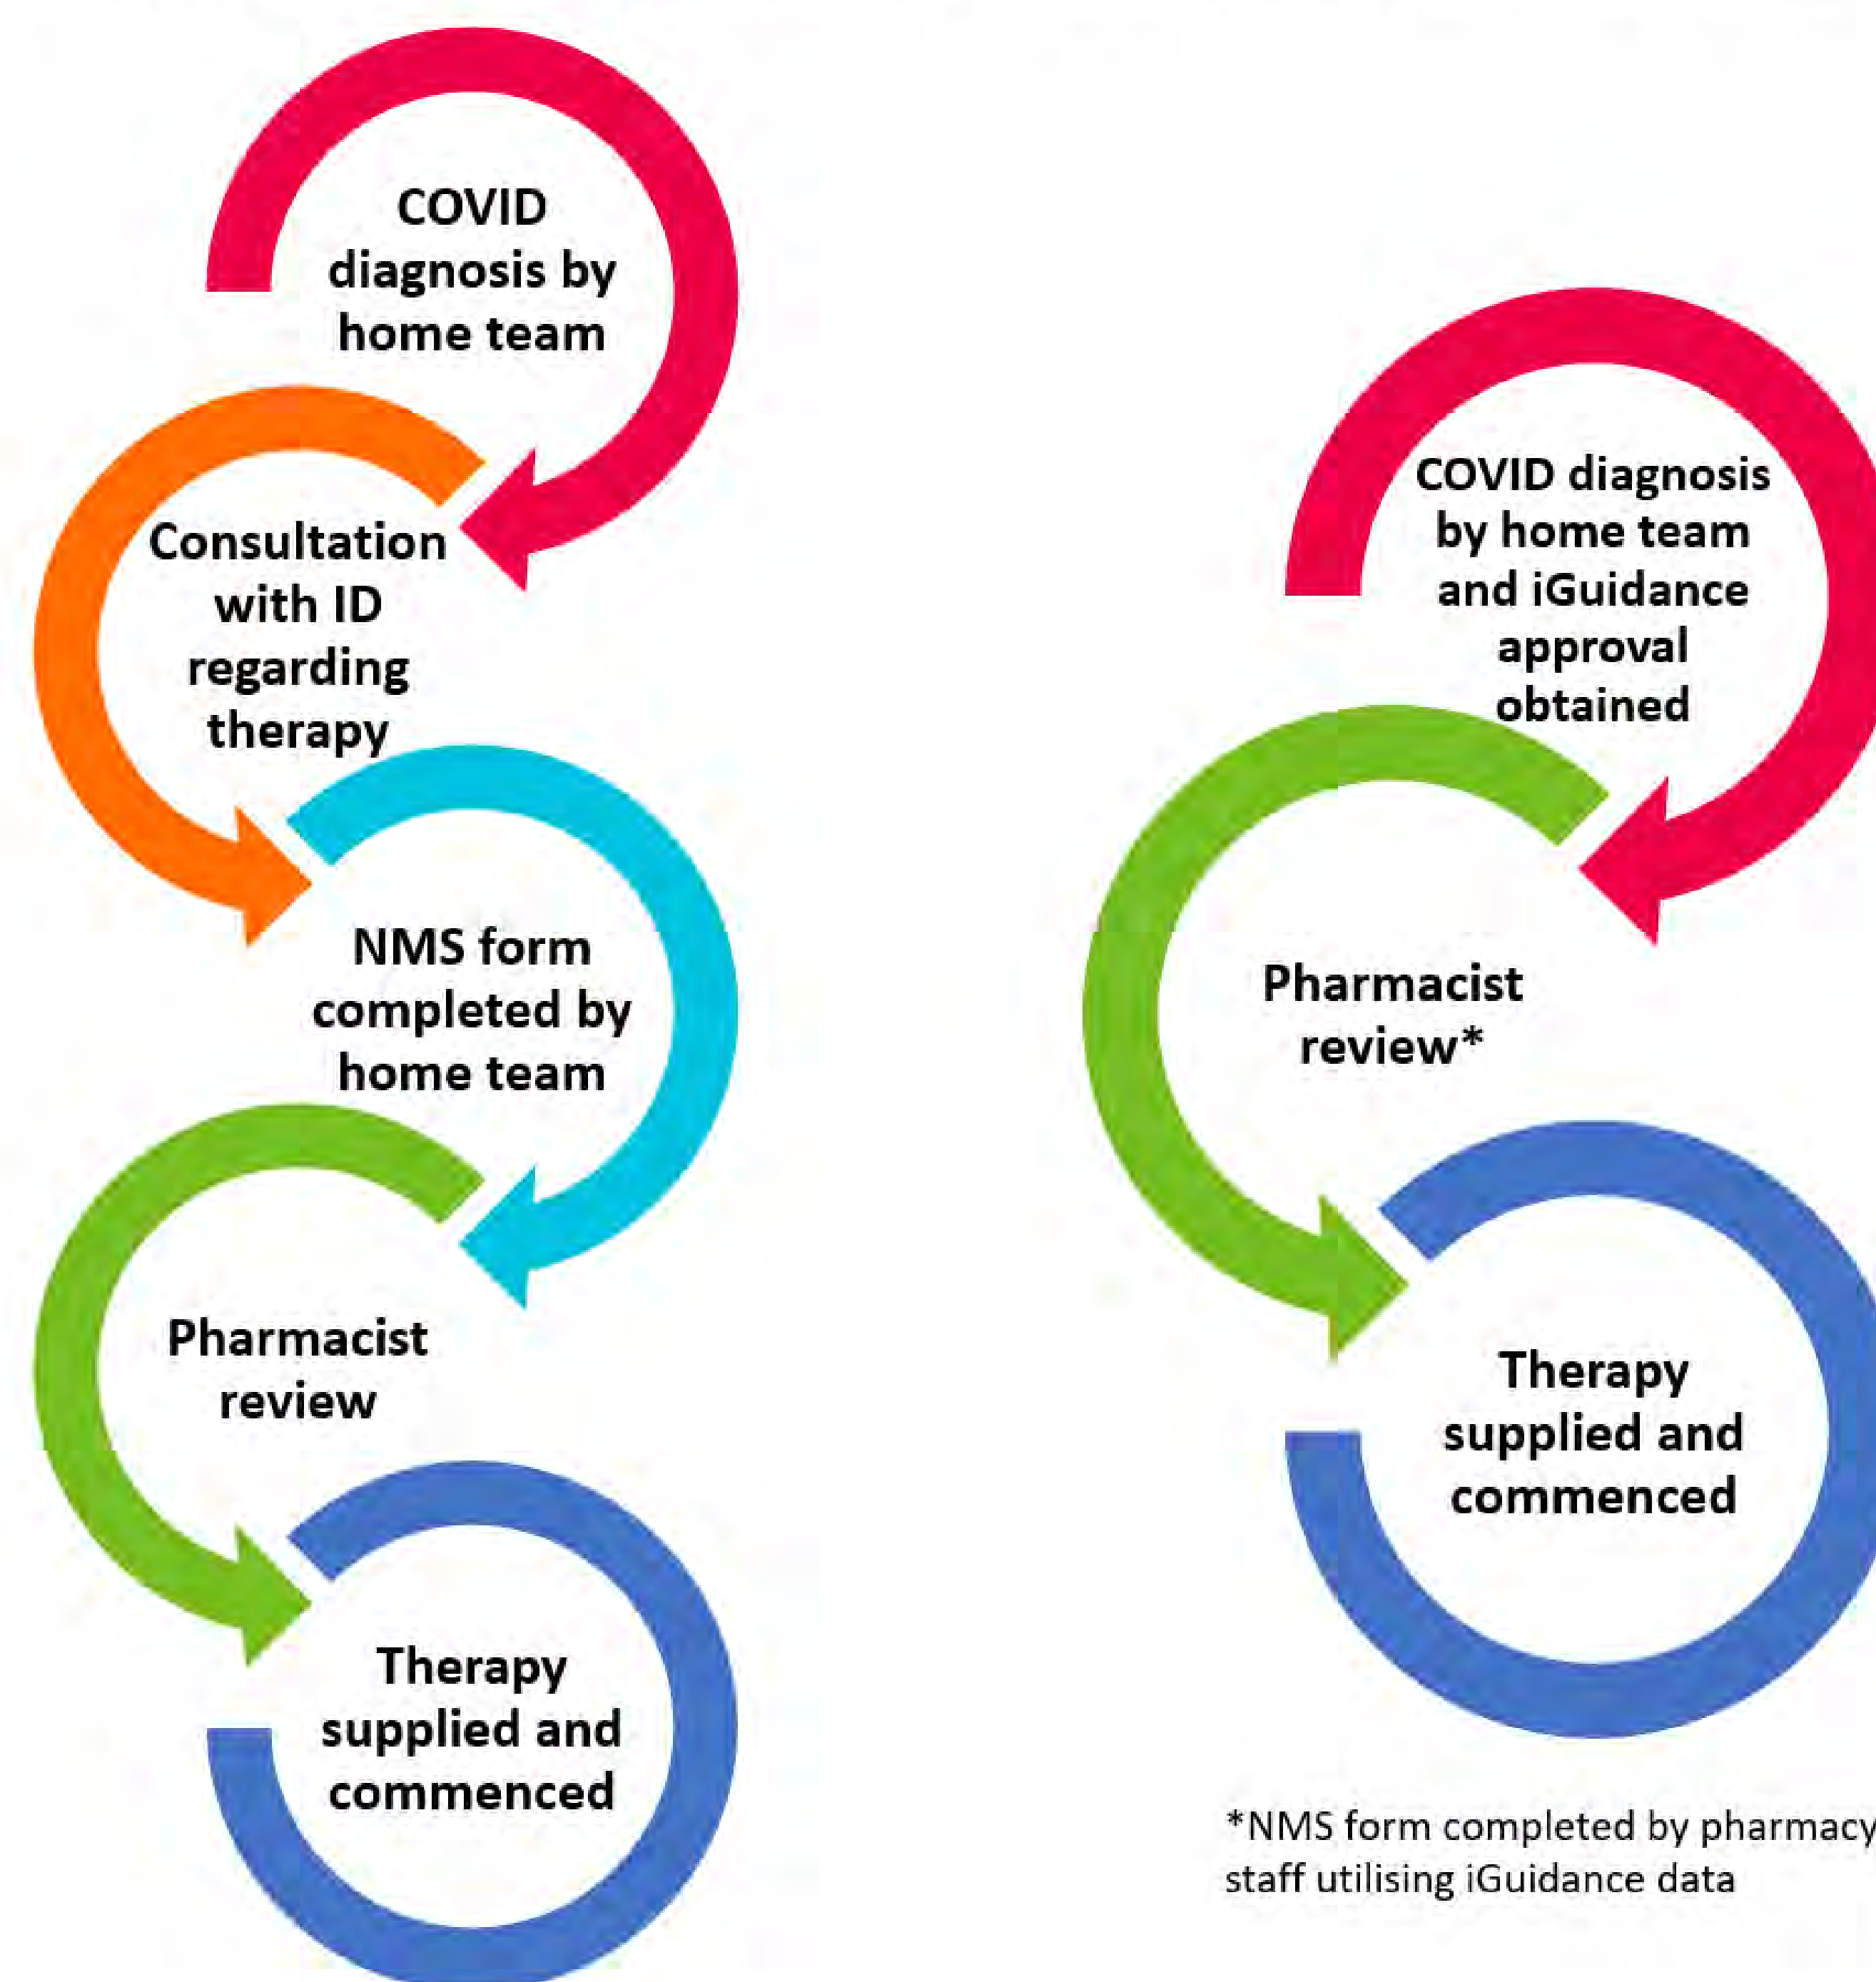 COVID
diagnosis by
home team
Consultation
with ID
regarding
therapy
NMS form
completed by
home team
Pharmacist
review
Therapy
supplied and
commenced
COVID diagnosis
by home team
and iGuidance
approval
obtained
Pharmacist
review*
Therapy
supplied and
commenced
*NMS form completed by pharmacy
staff utilising iGuidance data